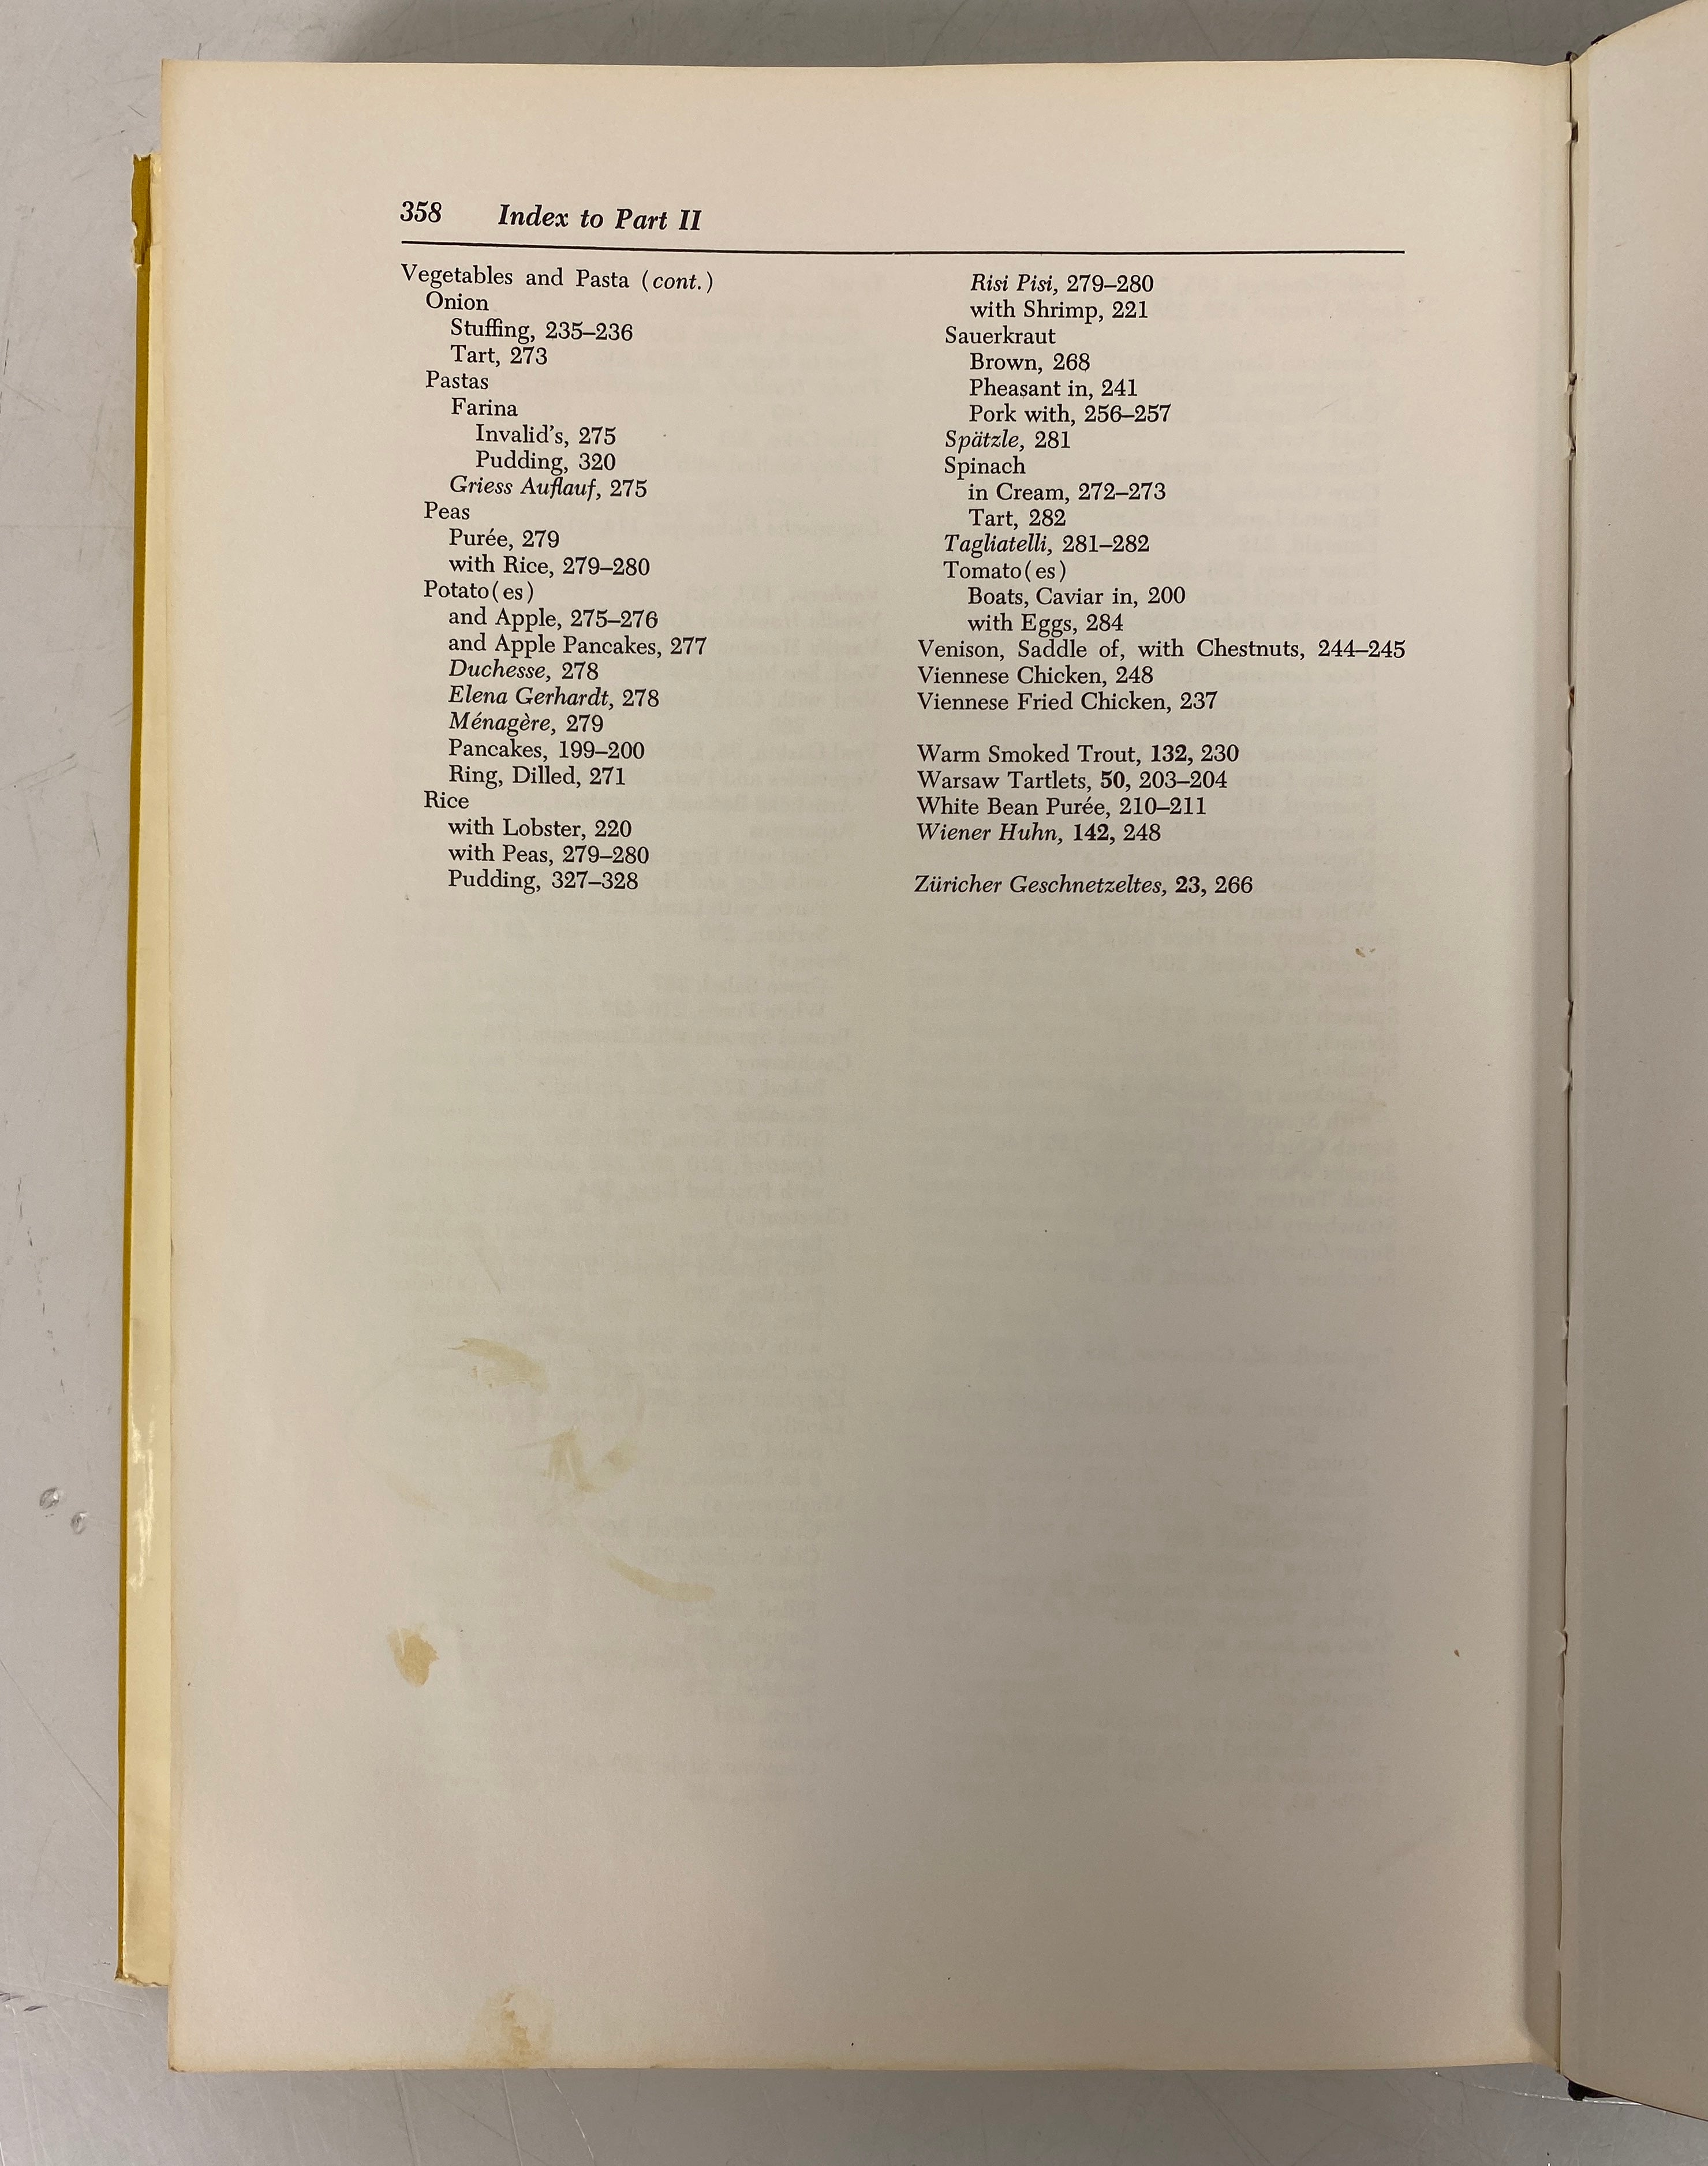 358 Index to Part II
Vegetables and Pasta (cont.)
Onion
Stuffing, 235–236
Tart, 273
Pastas
Farina
Invalid's, 275
Pudding, 320
Griess Auflauf, 275
Peas
Purée, 279
with Rice, 279–280
Potato(es)
and Apple, 275–276
and Apple Pancakes, 277
Duchesse, 278
Elena Gerhardt, 278
Ménagère, 279
Pancakes, 199–200
Ring, Dilled, 271
Rice
with Lobster, 220
with Peas, 279–280
Pudding, 327–328
Risi Pisi, 279–280
with Shrimp, 221
Sauerkraut
Brown, 268
Pheasant in, 241
Pork with, 256–257
Spätzle, 281
Spinach
in Cream, 272–273
Tart, 282
Tagliatelli, 281–282
Tomato(es)
Boats, Caviar in, 200
with Eggs, 284
Venison, Saddle of, with Chestnuts, 244–245
Viennese Chicken, 248
Viennese Fried Chicken, 237
Warm Smoked Trout, 132, 230
Warsaw Tartlets, 50, 203–204
White Bean Purée, 210–211
Wiener Huhn, 142, 248
Züricher Geschnetzeltes, 23, 266